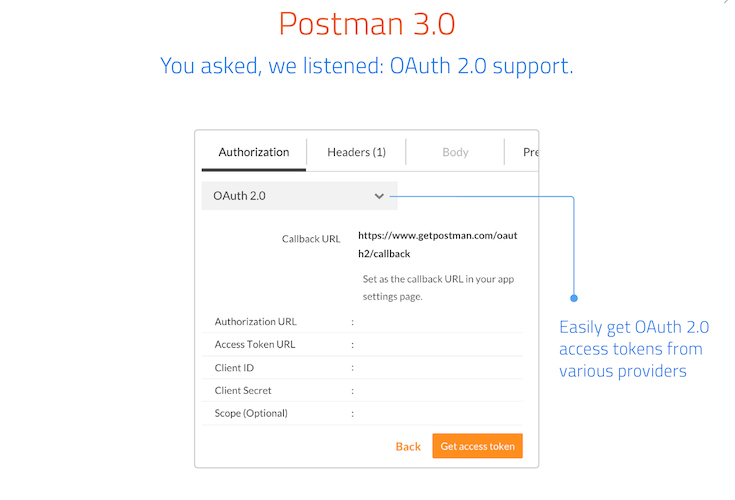 Postman 3.0
You asked, we listened: OAuth 2.0 support.
Authorization Headers (1) Body Pre
OAuth 2.0
Callback URL https://www.getpostman.com/oaut
h2/callback
Set as the callback URL in your app
settings page.
Authorization URL :
Access Token URL :
Client ID :
Client Secret :
Scope (Optional) :
Back Get access token
Easily get OAuth 2.0
access tokens from
various providers